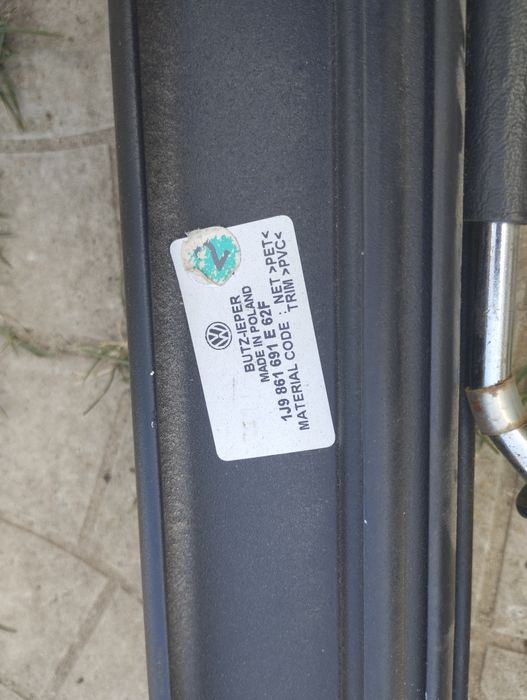 BUTZ-IEPER
MADE IN POLAND
1J9 861 691 E 62F
MATERIAL CODE : NET >PET<
TRIM >PVC<